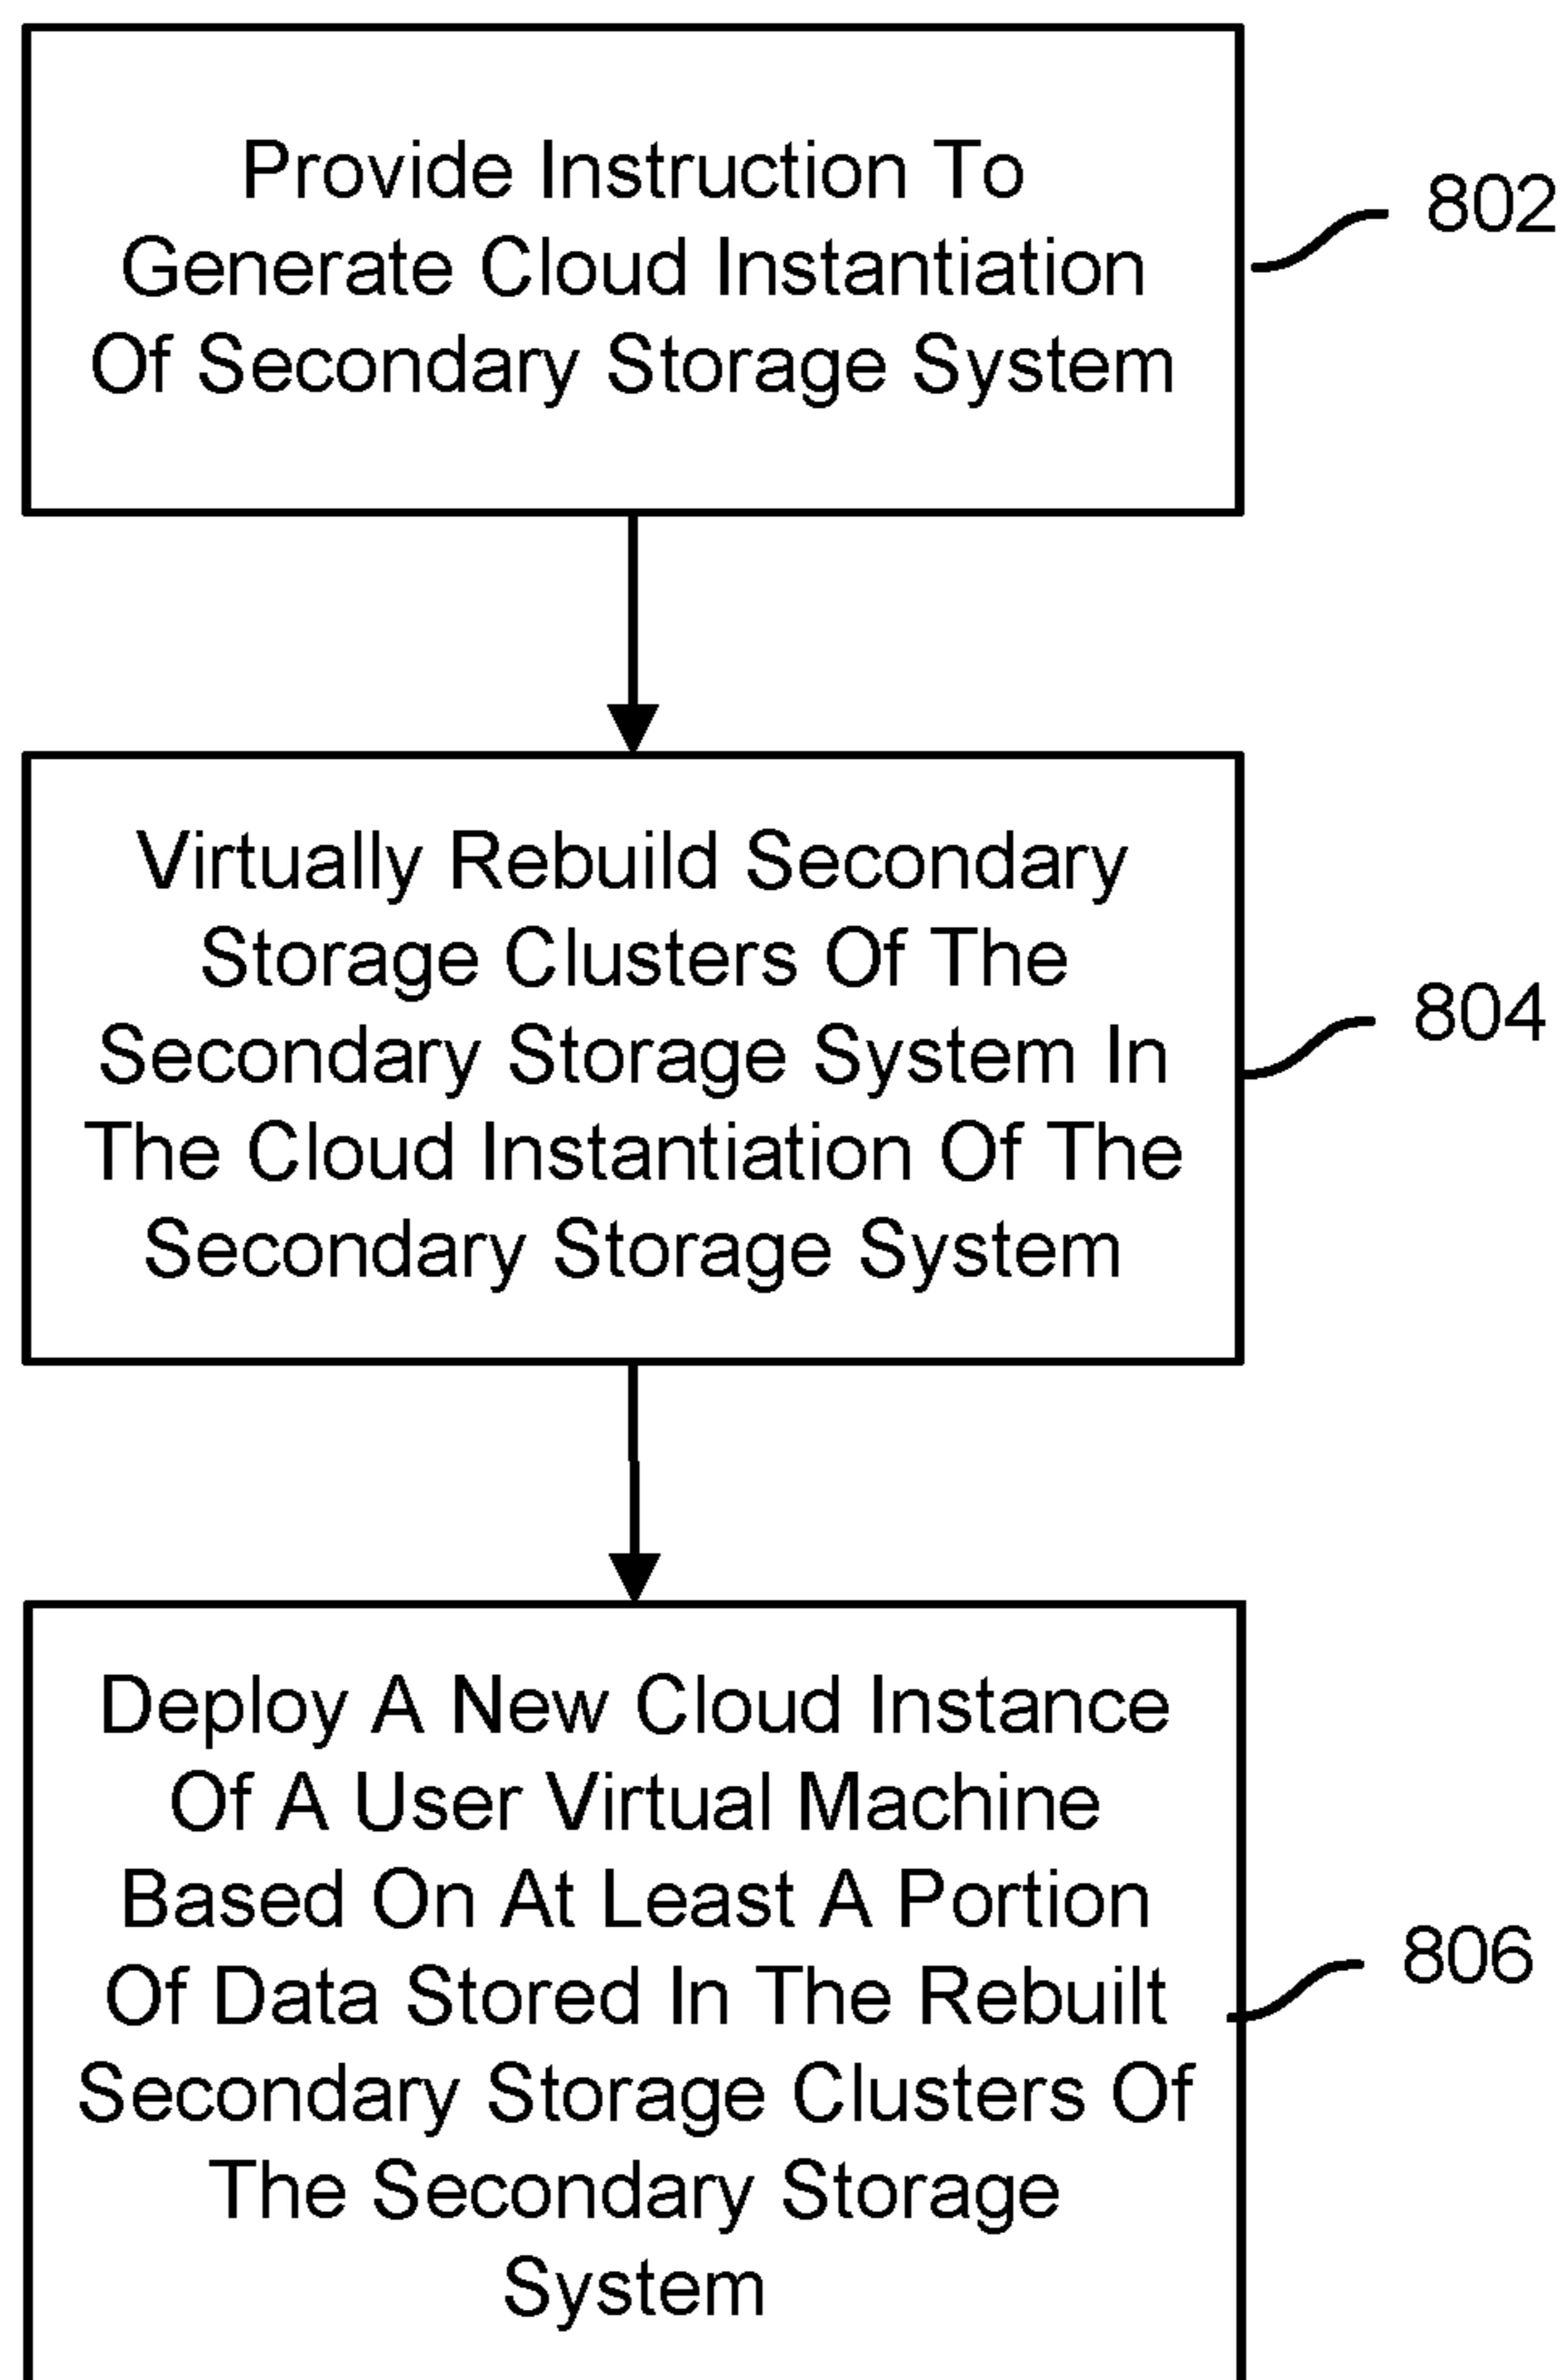 Provide Instruction To
Generate Cloud Instantiation
Of Secondary Storage System
802
Virtually Rebuild Secondary
Storage Clusters Of The
Secondary Storage System In
The Cloud Instantiation Of The
Secondary Storage System
804
Deploy A New Cloud Instance
Of A User Virtual Machine
Based On At Least A Portion
Of Data Stored In The Rebuilt
Secondary Storage Clusters Of
The Secondary Storage
System
806